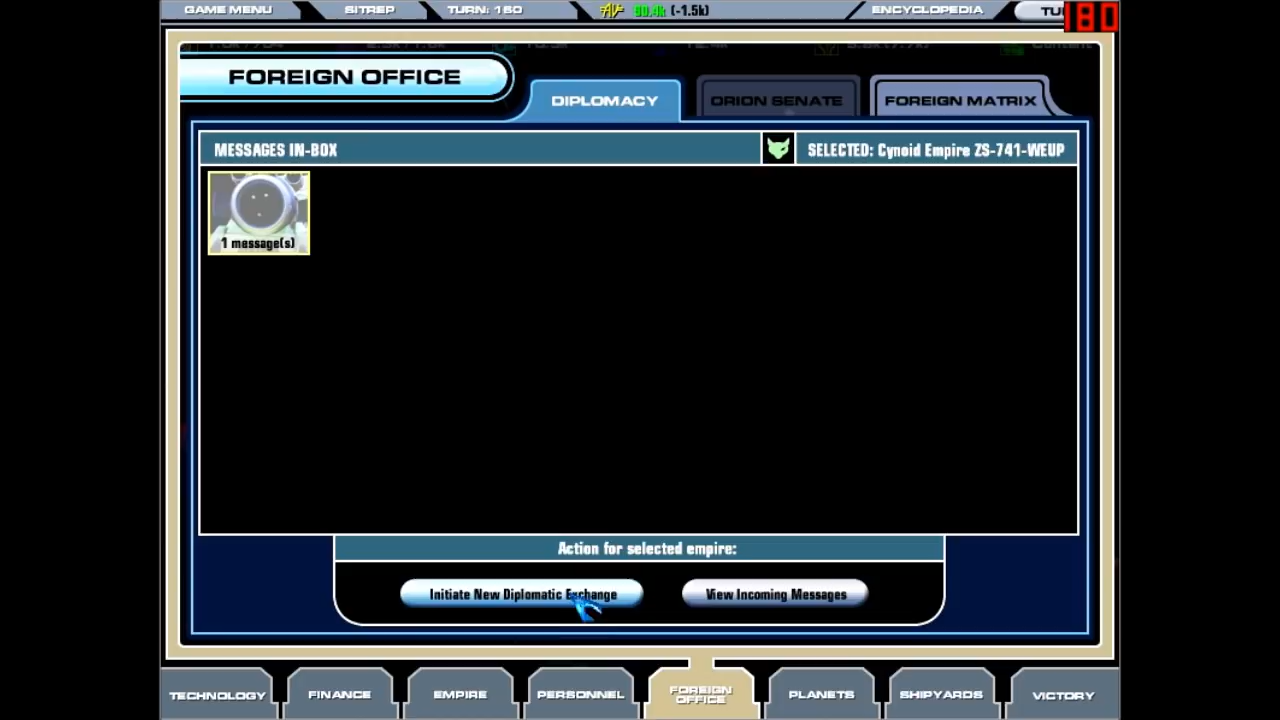 GAME MENU SITREP TURN: 160 (-1.5k) ENCYCLOPEDIA TU
180
FOREIGN OFFICE
DIPLOMACY ORION SENATE FOREIGN MATRIX
MESSAGES IN-BOX SELECTED: Cynoid Empire ZS-741-WEUP
1 message(s)
Action for selected empire:
Initiate New Diplomatic Exchange View Incoming Messages
TECHNOLOGY FINANCE EMPIRE PERSONNEL FOREIGN OFFICE PLANETS SHIPYARDS VICTORY